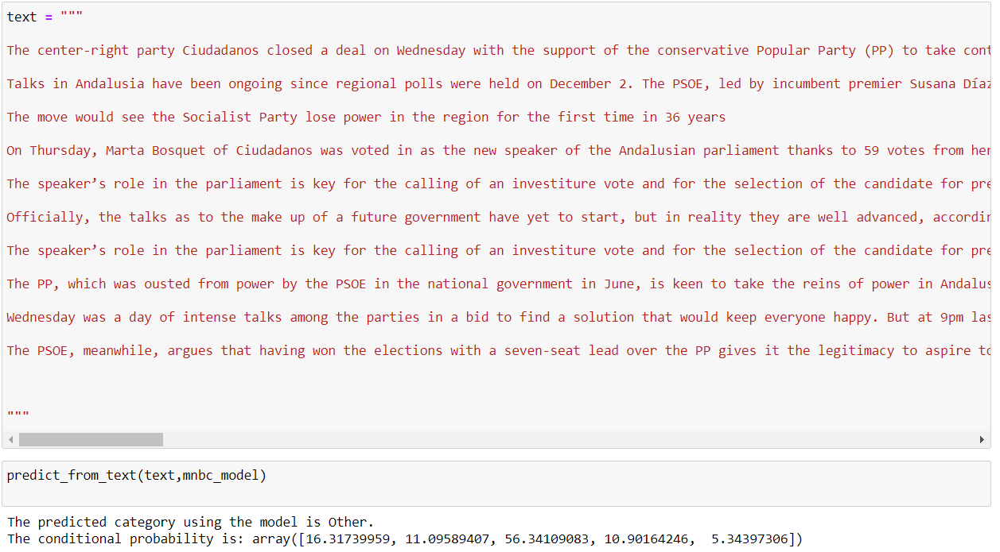 text = """
The center-right party Ciudadanos closed a deal on Wednesday with the support of the conservative Popular Party (PP) to take
Talks in Andalusia have been ongoing since regional polls were held on December 2. The PSOE, led by incumbent premier Susana Díaz
The move would see the Socialist Party lose power in the region for the first time in 36 years
On Thursday, Marta Bosquet of Ciudadanos was voted in as the new speaker of the Andalusian parliament thanks to 59 votes from her
The speaker’s role in the parliament is key for the calling of an investiture vote and for the selection of the candidate for
Officially, the talks as to the make up of a future government have yet to start, but in reality they are well advanced,
The speaker’s role in the parliament is key for the calling of an investiture vote and for the selection of the candidate for
The PP, which was ousted from power by the PSOE in the national government in June, is keen to take the reins of power in
Wednesday was a day of intense talks among the parties in a bid to find a solution that would keep everyone happy. But at 9pm
The PSOE, meanwhile, argues that having won the elections with a seven-seat lead over the PP gives it the legitimacy to aspire to
"""
predict_from_text(text,mnbc_model)
The predicted category using the model is Other.
The conditional probability is: array([16.31739959, 11.09589407, 56.34109083, 10.90164246,  5.34397306])